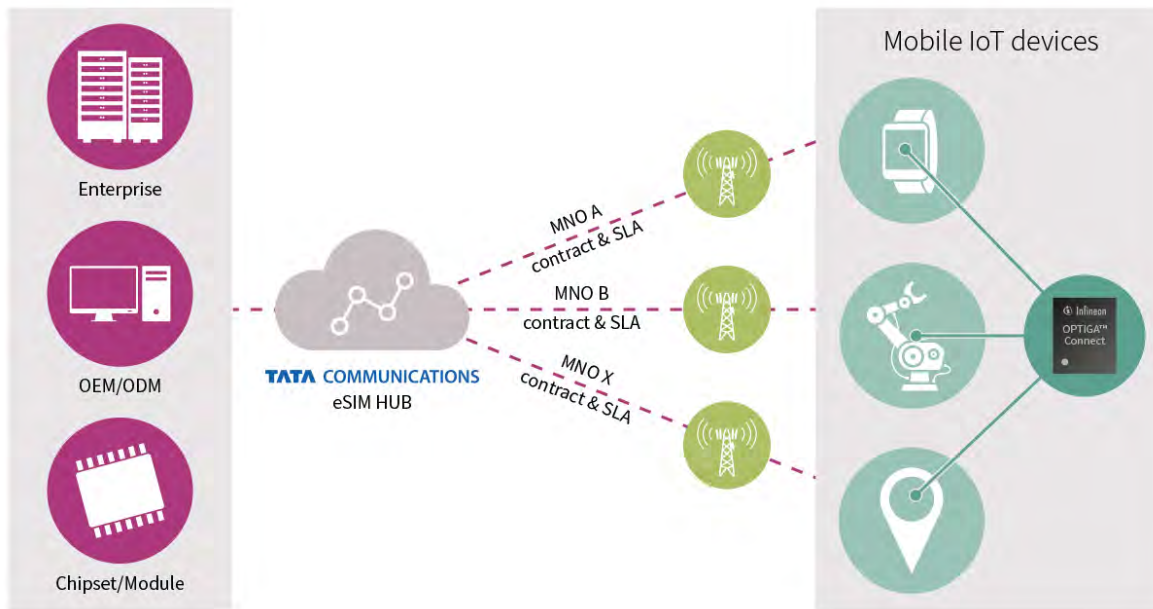 Enterprise
OEM/ODM
Chipset/Module
TATA COMMUNICATIONS
eSIM HUB
MNO A
contract & SLA
MNO B
contract & SLA
MNO X
contract & SLA
Mobile IoT devices
Infineon
OPTIGA™
Connect